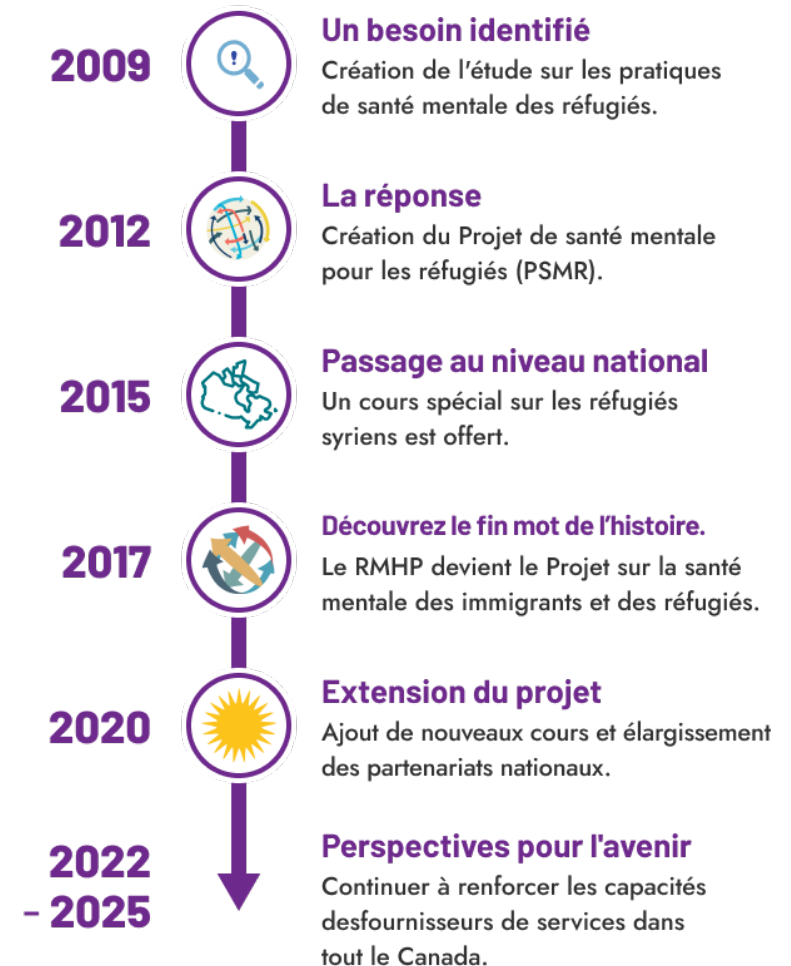 2009
Un besoin identifié
Création de l'étude sur les pratiques
de santé mentale des réfugiés.
2012
La réponse
Création du Projet de santé mentale
pour les réfugiés (PSMR).
2015
Passage au niveau national
Un cours spécial sur les réfugiés
syriens est offert.
2017
Découvrez le fin mot de l’histoire.
Le RMHP devient le Projet sur la santé
mentale des immigrants et des réfugiés.
2020
Extension du projet
Ajout de nouveaux cours et élargissement
des partenariats nationaux.
2022
- 2025
Perspectives pour l'avenir
Continuer à renforcer les capacités
desfournisseurs de services dans
tout le Canada.